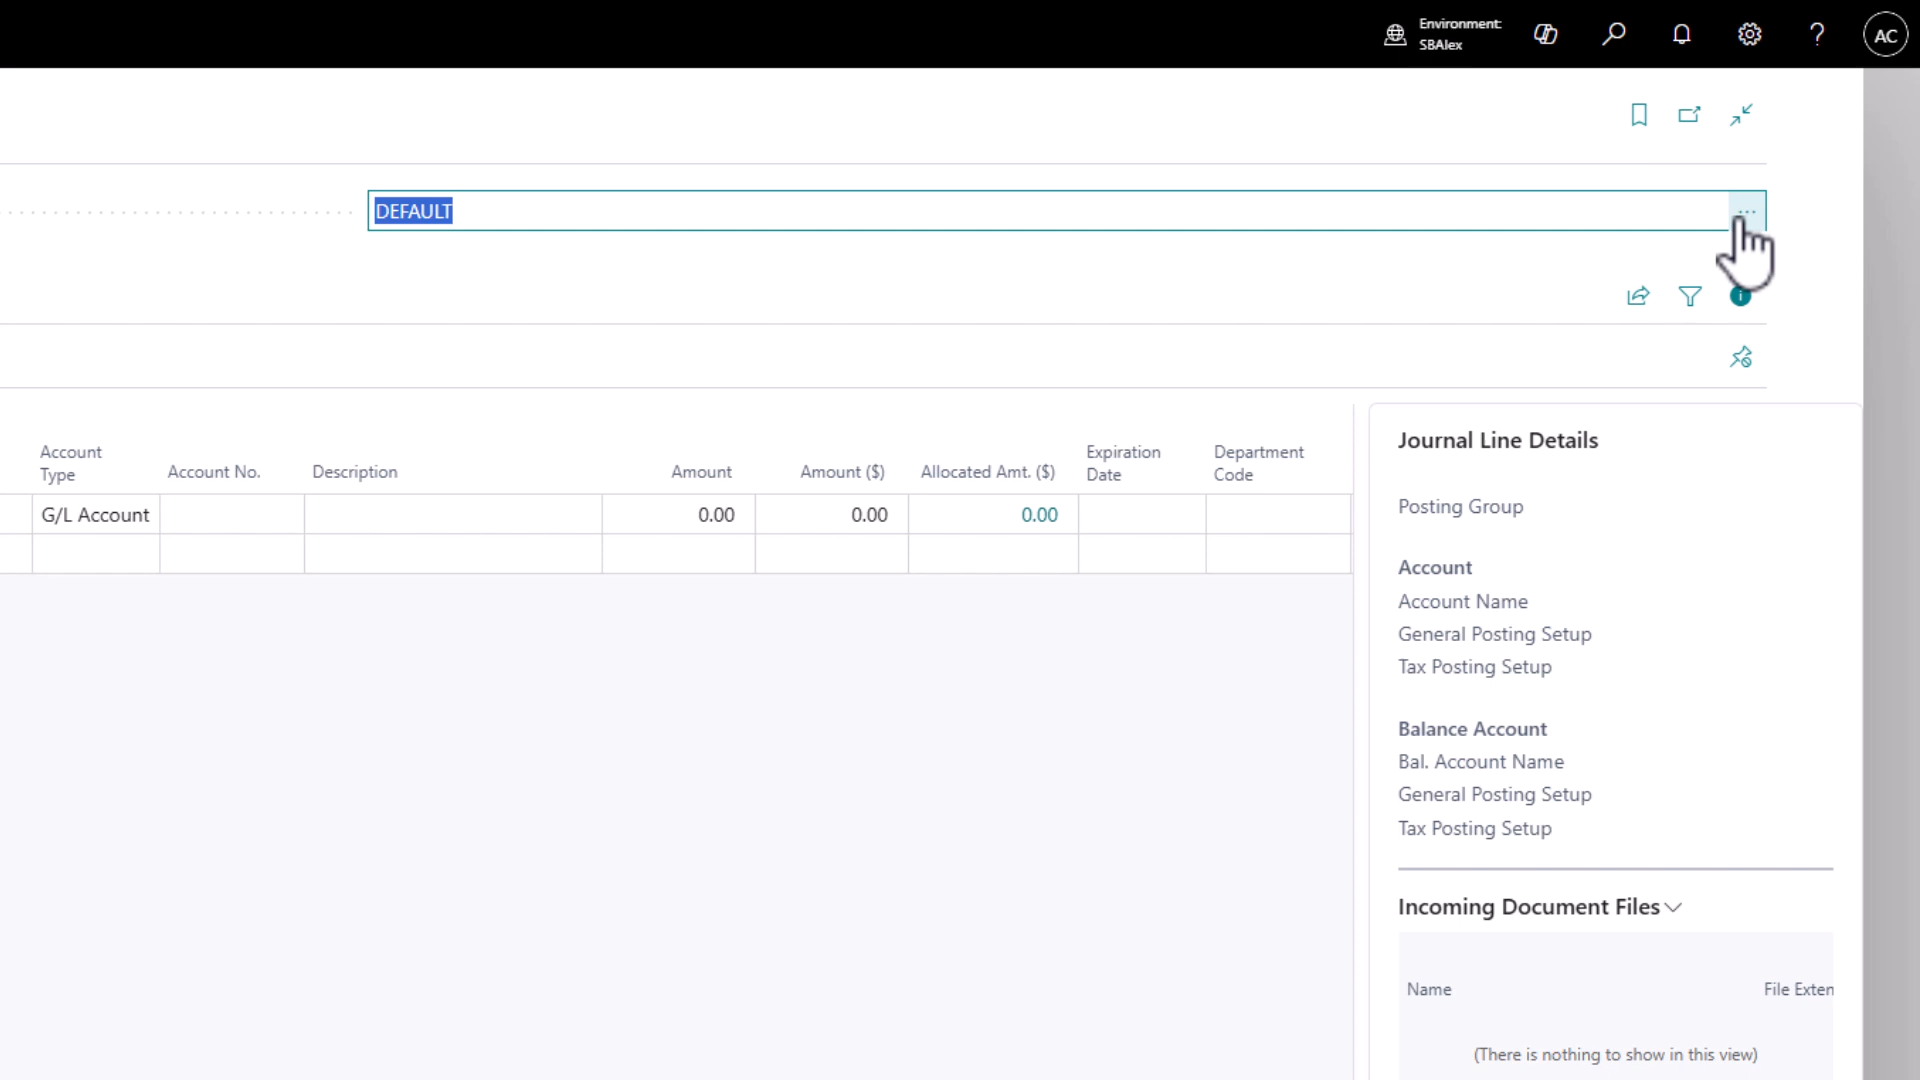 Environment:
SBAlex
?
AC
DEFAULT
...
i
Account
Type
Account No.
Description
Amount
Amount ($)
Allocated Amt. ($)
Expiration
Date
Department
Code
G/L Account
0.00
0.00
0.00
Journal Line Details
Posting Group
Account
Account Name
General Posting Setup
Tax Posting Setup
Balance Account
Bal. Account Name
General Posting Setup
Tax Posting Setup
Incoming Document Files
Name
File Exten
(There is nothing to show in this view)